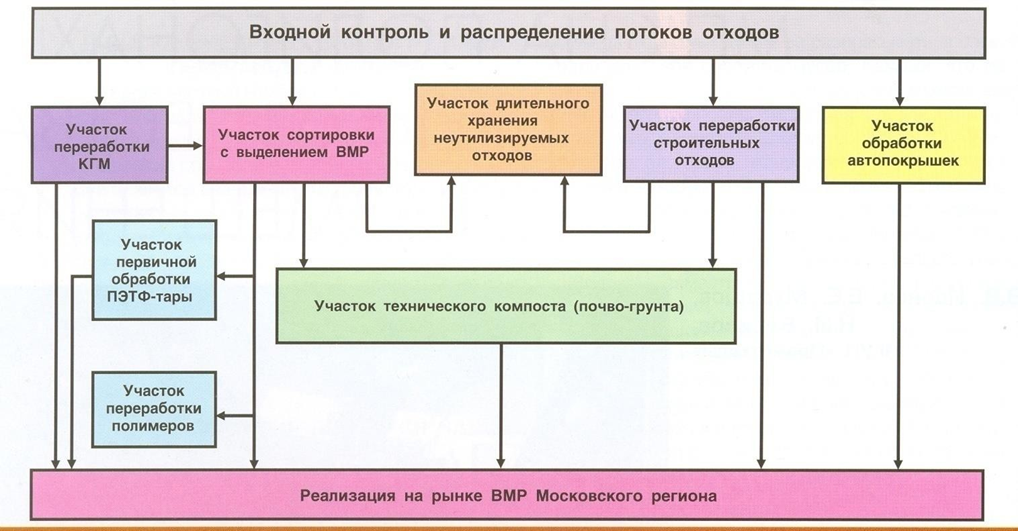 Входной контроль и распределение потоков отходов
Участок
переработки
КГМ
Участок сортировки
с выделением ВМР
Участок длительного
хранения
неутилизируемых
отходов
Участок переработки
строительных
отходов
Участок
обработки
автопокрышек
Участок
первичной
обработки
ПЭТФ-тары
Участок технического компоста (почво-грунта)
Участок
переработки
полимеров
Реализация на рынке ВМР Московского региона